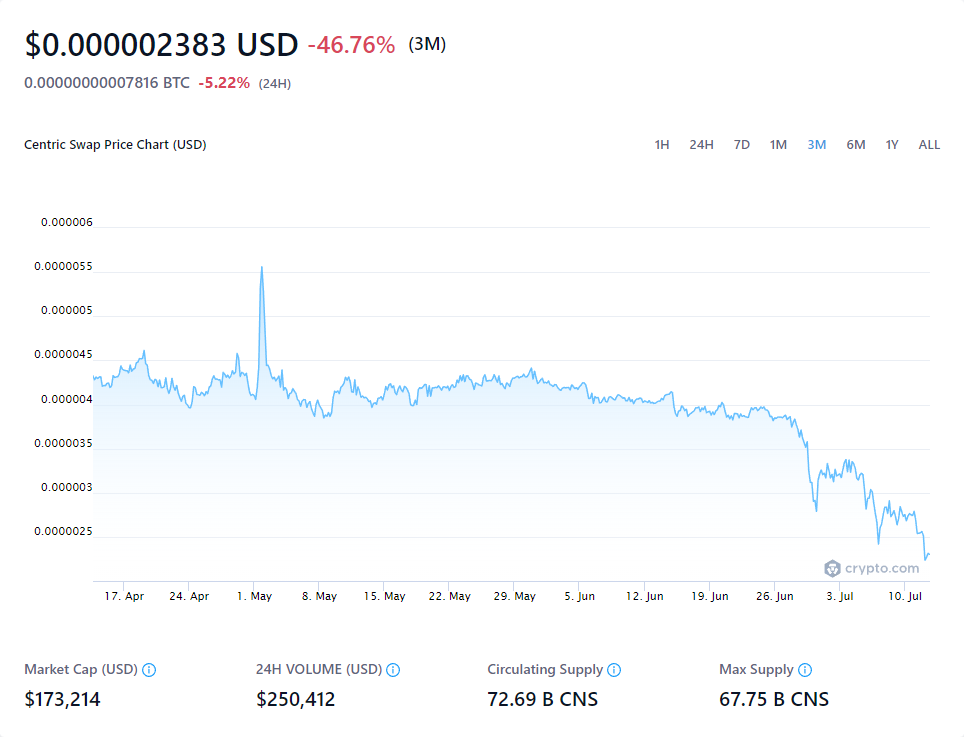 $0.000002383 USD -46.76% (3M)
0.00000000007816 BTC -5.22% (24H)
Centric Swap Price Chart (USD) 1H 24H 7D 1M 3M 6M 1Y ALL
0.000006
0.0000055
0.000005
0.0000045
0.000004
0.0000035
0.000003
0.0000025
crypto.com
17. Apr 24. Apr 1. May 8. May 15. May 22. May 29. May 5. Jun 12. Jun 19. Jun 26. Jun 3. Jul 10. Jul
Market Cap (USD) 24H VOLUME (USD) Circulating Supply Max Supply
$173,214 $250,412 72.69 B CNS 67.75 B CNS